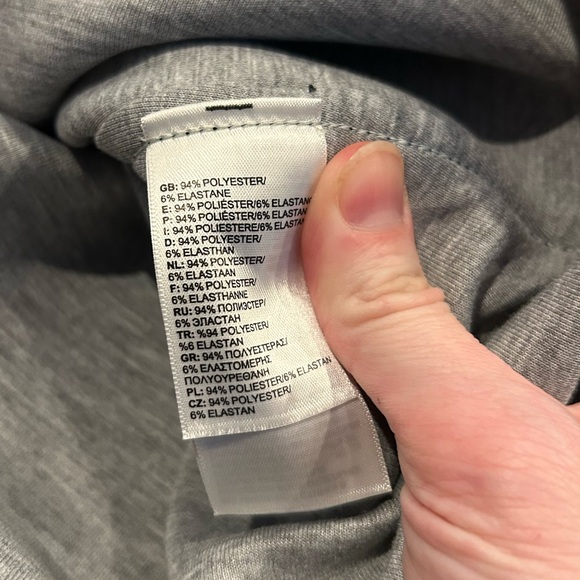 GB: 94% POLYESTER/
6% ELASTANE
E: 94% POLIÉSTER/6% ELASTANO
P: 94% POLIÉSTER/6% ELASTAN
I: 94% POLIESTERE/6% ELASTAN
D: 94% POLYESTER/
6% ELASTHAN
NL: 94% POLYESTER/
6% ELASTAAN
F: 94% POLYESTER/
6% ELASTHANNE
RU: 94% ПОЛИЭСТЕР/
6% ЭЛАСТАН
TR: %94 POLYESTER/
%6 ELASTAN
GR: 94% ΠΟΛΥΕΣΤΕΡΑΣ/
6% ΕΛΑΣΤΟΜΕΡΗΣ
ΠΟΛΥΟΥΡΕΘΑΝΗ
PL: 94% POLIESTER/6% ELASTAN
CZ: 94% POLYESTER/
6% ELASTAN